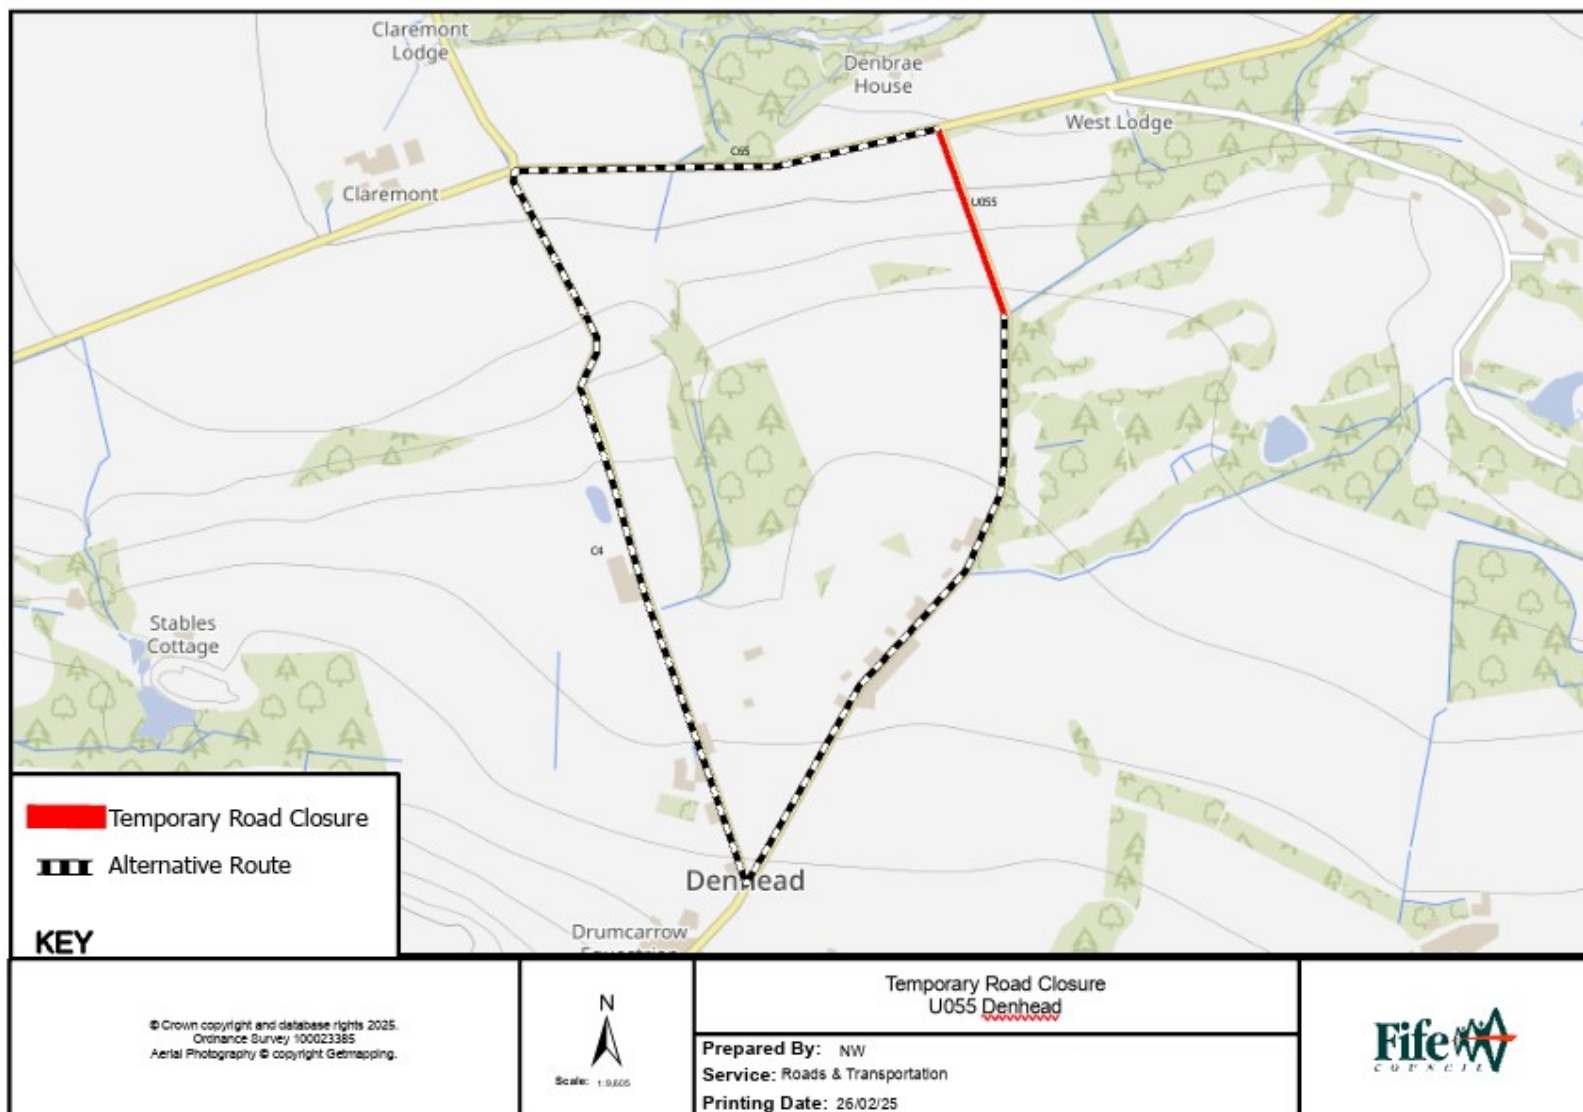 Claremont
Lodge
Denbrae
House
West Lodge
C65
Claremont
U055
C4
Stables
Cottage
Denhead
Drumcarrow
Equestrian
Temporary Road Closure
Alternative Route
KEY
© Crown copyright and database rights 2025.
Ordnance Survey 100023385
Aerial Photography © copyright Getmapping.
N
Scale: 1:9,605
Temporary Road Closure
U055 Denhead
Prepared By: NW
Service: Roads & Transportation
Printing Date: 26/02/25
Fife
COUNCIL